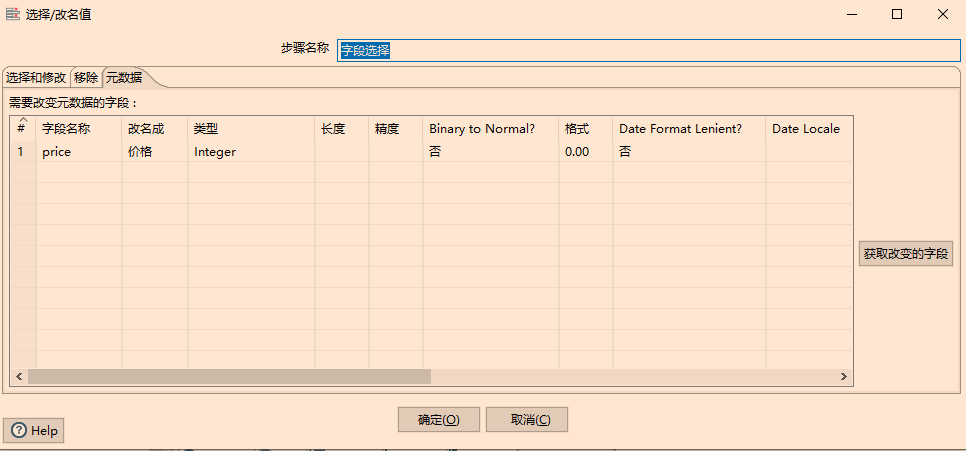 选择/改名值
步骤名称 字段选择
选择和修改 移除 元数据
需要改变元数据的字段：
# 字段名称 改名成 类型 长度 精度 Binary to Normal? 格式 Date Format Lenient? Date Locale
1 price 价格 Integer 否 0.00 否
获取改变的字段
确定(O) 取消(C)
Help